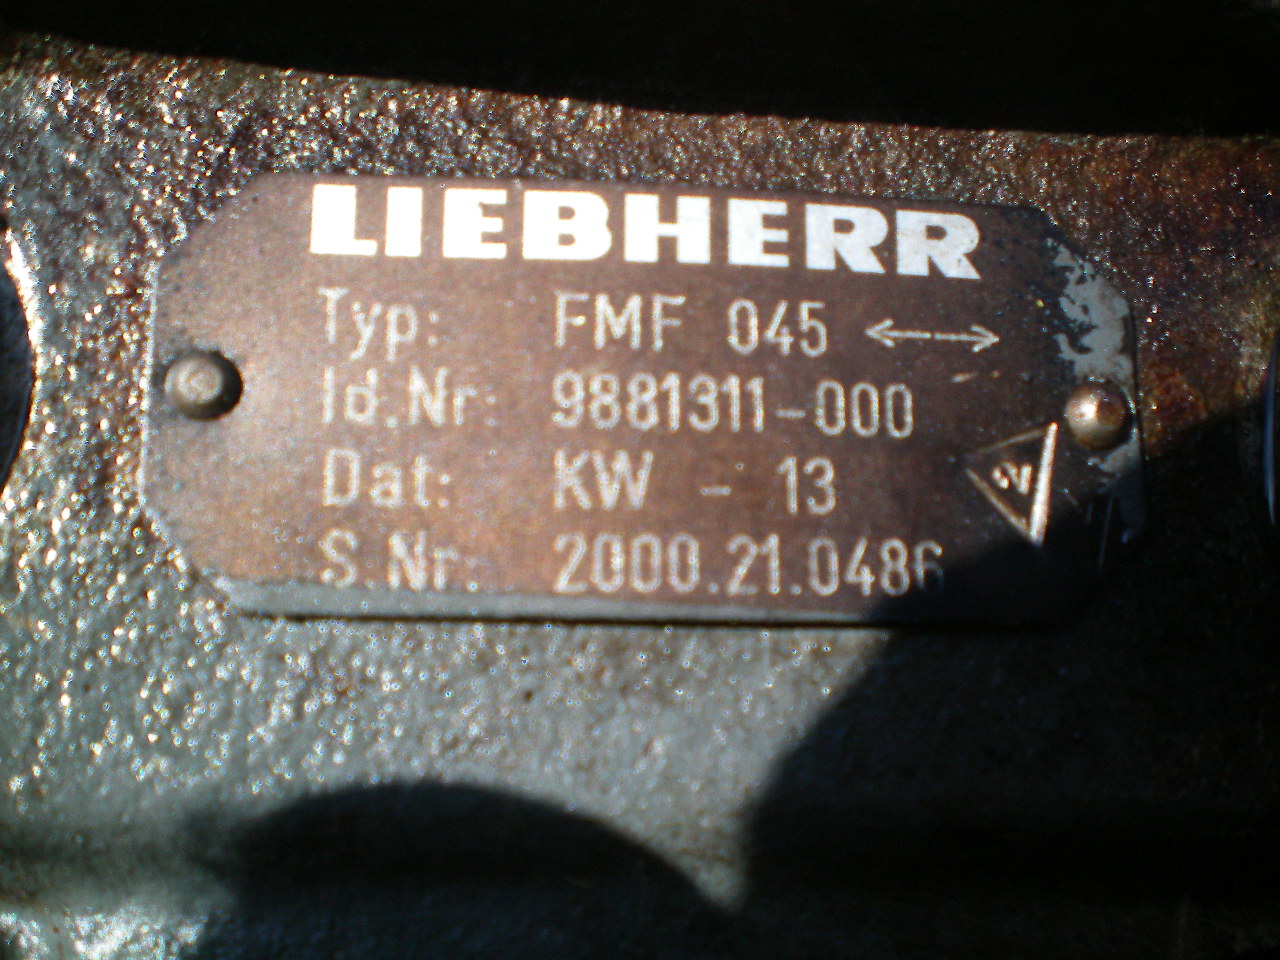 LIEBHERR
Typ: FMF 045 ↔
Id.Nr: 9881311-000
Dat: KW - 13
S.Nr: 2000.21.0486